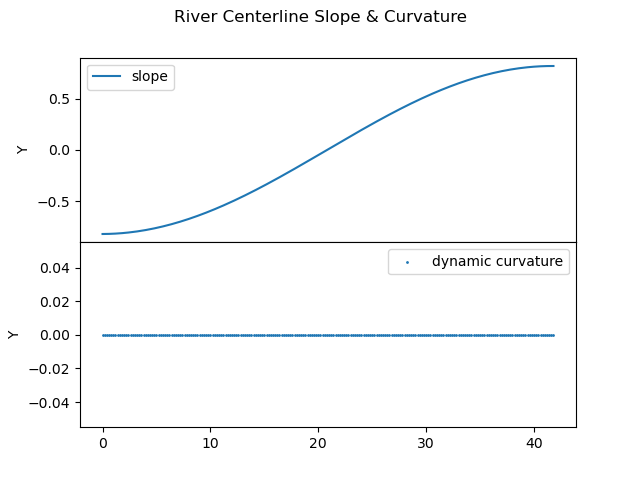 River Centerline Slope & Curvature
slope
0.5
0.0
−0.5
Y
dynamic curvature
0.04
0.02
0.00
−0.02
−0.04
Y
0 10 20 30 40